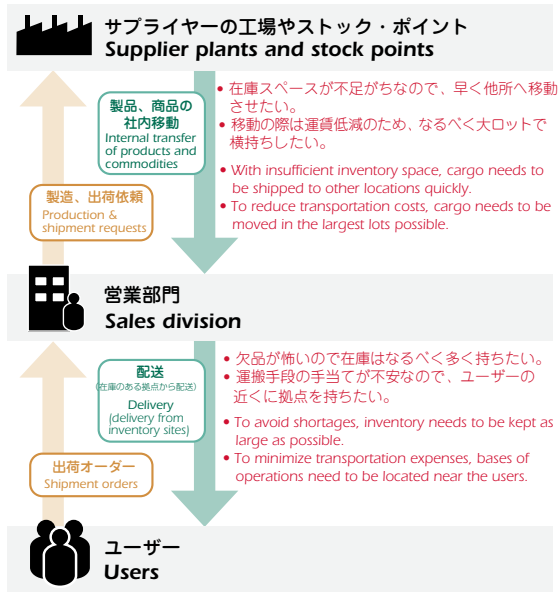 サプライヤーの工場やストック・ポイント
Supplier plants and stock points
製品、商品の
社内移動
Internal transfer
of products and
commodities
• 在庫スペースが不足がちなので、早く他所へ移動
させたい。
• 移動の際は運賃低減のため、なるべく大ロットで
横持ちしたい。
• With insufficient inventory space, cargo needs to
be shipped to other locations quickly.
• To reduce transportation costs, cargo needs to be
moved in the largest lots possible.
製造、出荷依頼
Production &
shipment requests
営業部門
Sales division
配送
(在庫のある拠点から配送)
Delivery
(delivery from
inventory sites)
• 欠品が怖いので在庫はなるべく多く持ちたい。
• 運搬手段の手当てが不安なので、ユーザーの
近くに拠点を持ちたい。
• To avoid shortages, inventory needs to be kept as
large as possible.
• To minimize transportation expenses, bases of
operations need to be located near the users.
出荷オーダー
Shipment orders
ユーザー
Users